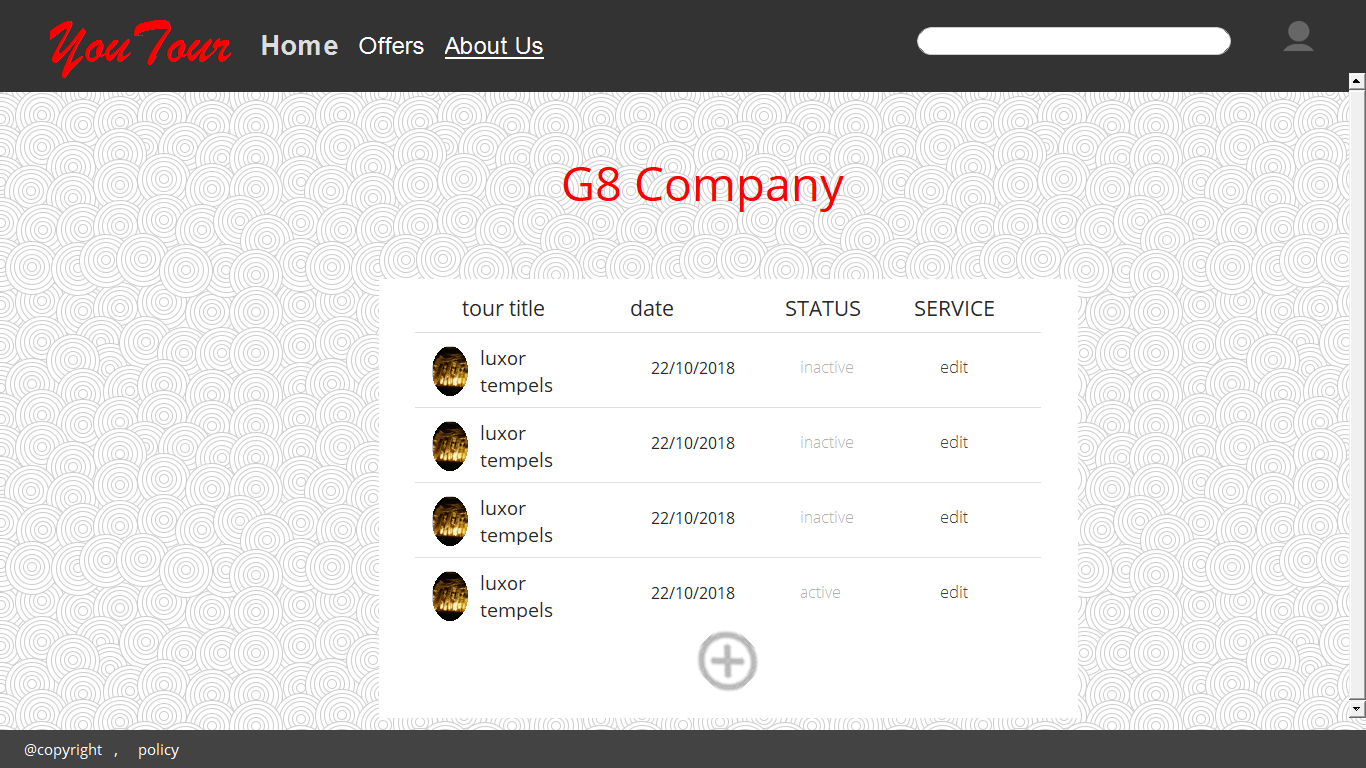 YouTour Home Offers About Us
G8 Company
tour title date STATUS SERVICE
luxor
tempels 22/10/2018 inactive edit
luxor
tempels 22/10/2018 inactive edit
luxor
tempels 22/10/2018 inactive edit
luxor
tempels 22/10/2018 active edit
@copyright , policy